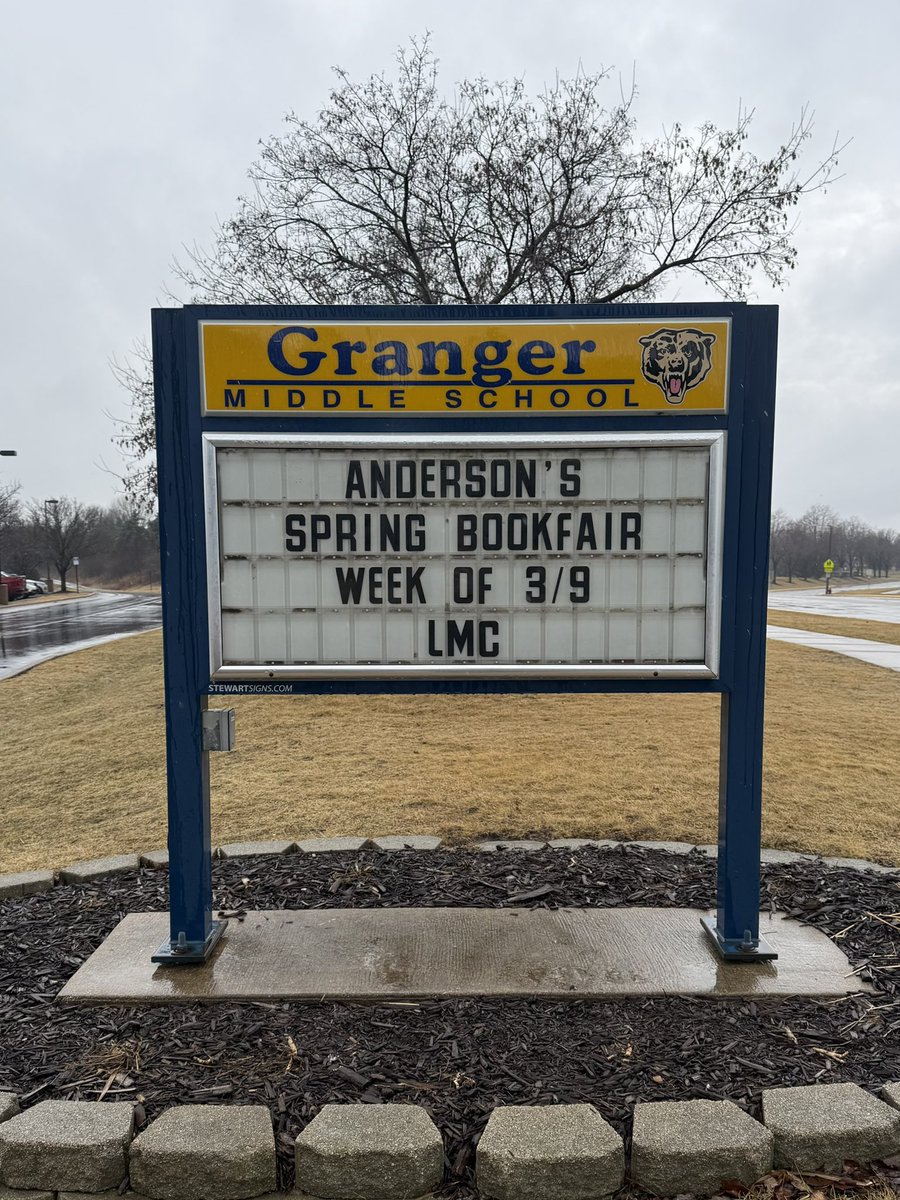 Granger
MIDDLE SCHOOL
ANDERSON'S
SPRING BOOKFAIR
WEEK OF 3/9
LMC
STEWARTSIGNS.COM